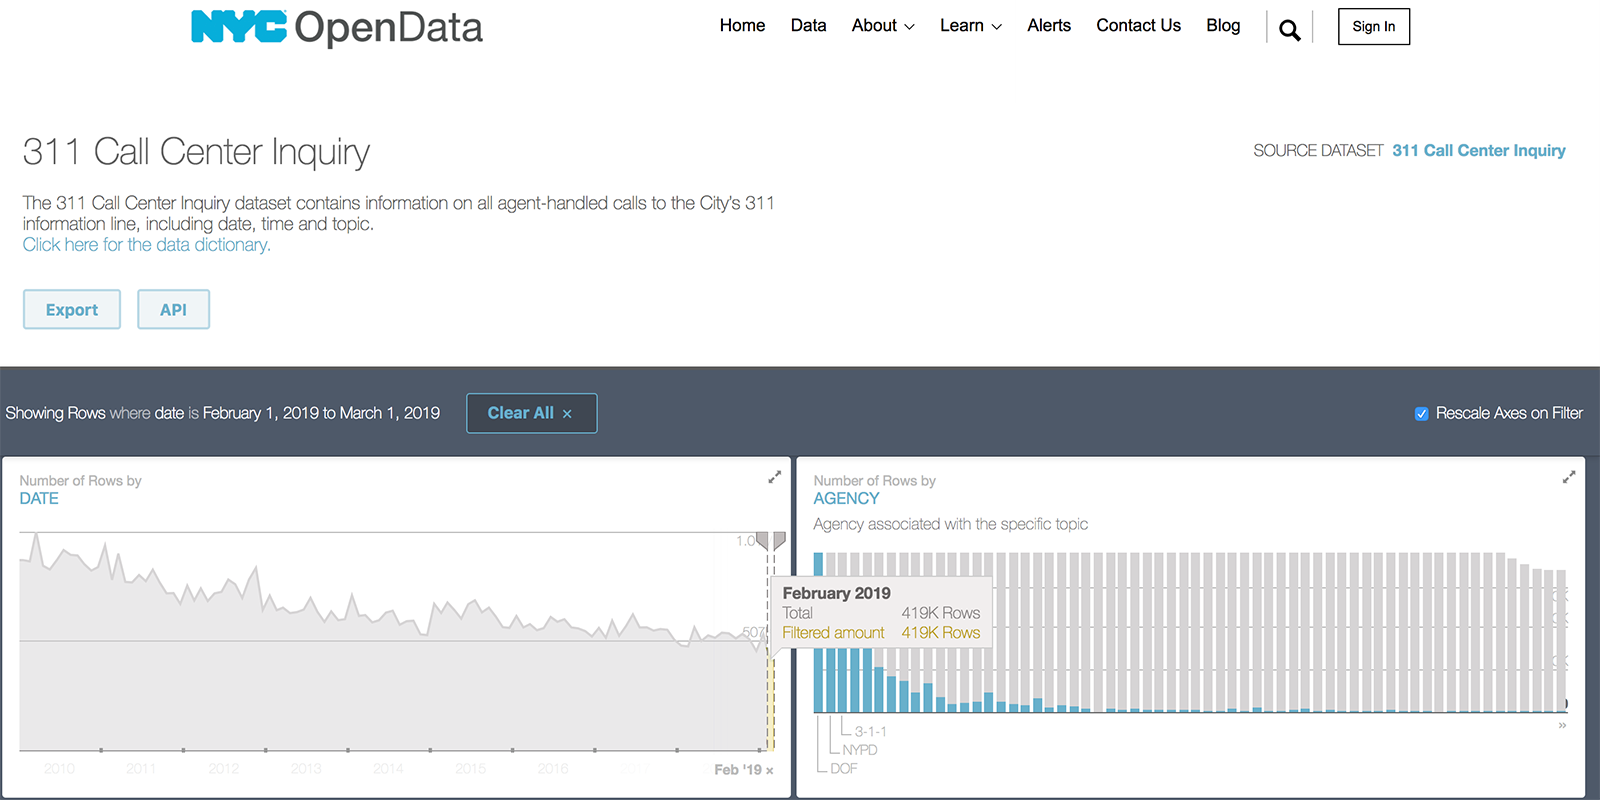 NYC OpenData
Home Data About Learn Alerts Contact Us Blog Sign In
311 Call Center Inquiry
SOURCE DATASET 311 Call Center Inquiry
The 311 Call Center Inquiry dataset contains information on all agent-handled calls to the City's 311
information line, including date, time and topic.
Click here for the data dictionary.
Export API
Showing Rows where date is February 1, 2019 to March 1, 2019 Clear All ×
Rescale Axes on Filter
Number of Rows by
DATE
1.0
507
February 2019
Total 419K Rows
Filtered amount 419K Rows
2010 2011 2012 2013 2014 2015 2016 2017 Feb '19 ×
Number of Rows by
AGENCY
Agency associated with the specific topic
3-1-1
NYPD
DOF
»